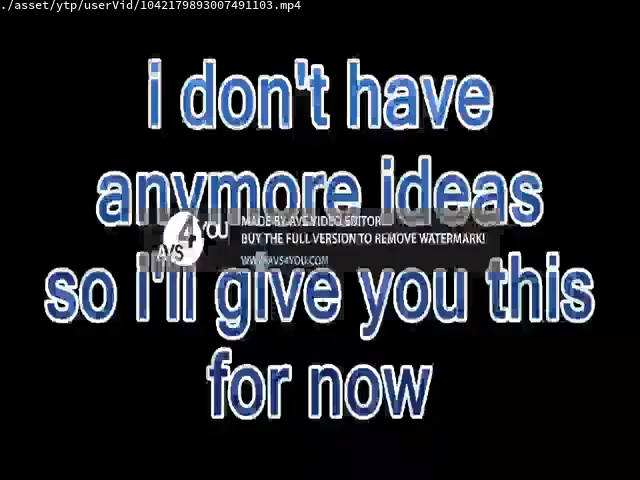 ./asset/ytp/userVid/1042179893007491103.mp4
i don't have
anymore ideas
AVS4YOU
MADE BY AVS VIDEO EDITOR
BUY THE FULL VERSION TO REMOVE WATERMARK!
WWW.AVS4YOU.COM
so i'll give you this
for now